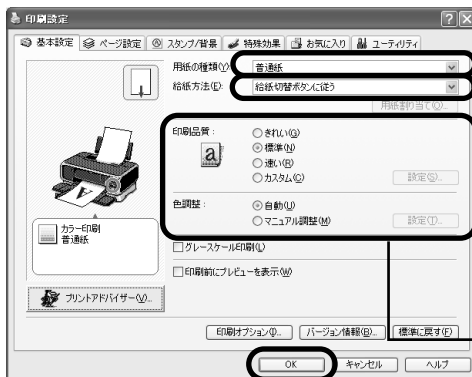 印刷設定
基本設定 ページ設定 スタンプ/背景 特殊効果 お気に入り ユーティリティ
用紙の種類(Y): 普通紙
給紙方法(E): 給紙切替ボタンに従う
用紙割り当て(O)...
印刷品質:
きれい(G)
標準(N)
速い(R)
カスタム(C) 設定(S)...
色調整:
自動(U)
マニュアル調整(M) 設定(T)...
カラー印刷
普通紙
グレースケール印刷(L)
印刷前にプレビューを表示(W)
プリントアドバイザー(V)...
印刷オプション(I)... バージョン情報(B)... 標準に戻す(F)
OK キャンセル ヘルプ